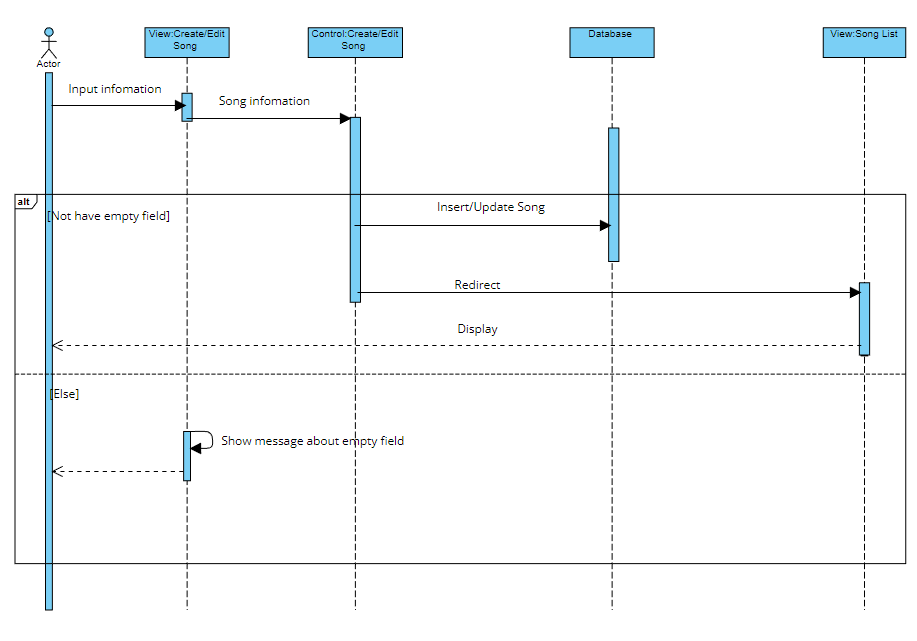 View:Create/Edit
Song
Control:Create/Edit
Song
Database
View:Song List
Actor
Input infomation
Song infomation
alt
[Not have empty field]
Insert/Update Song
Redirect
Display
[Else]
Show message about empty field